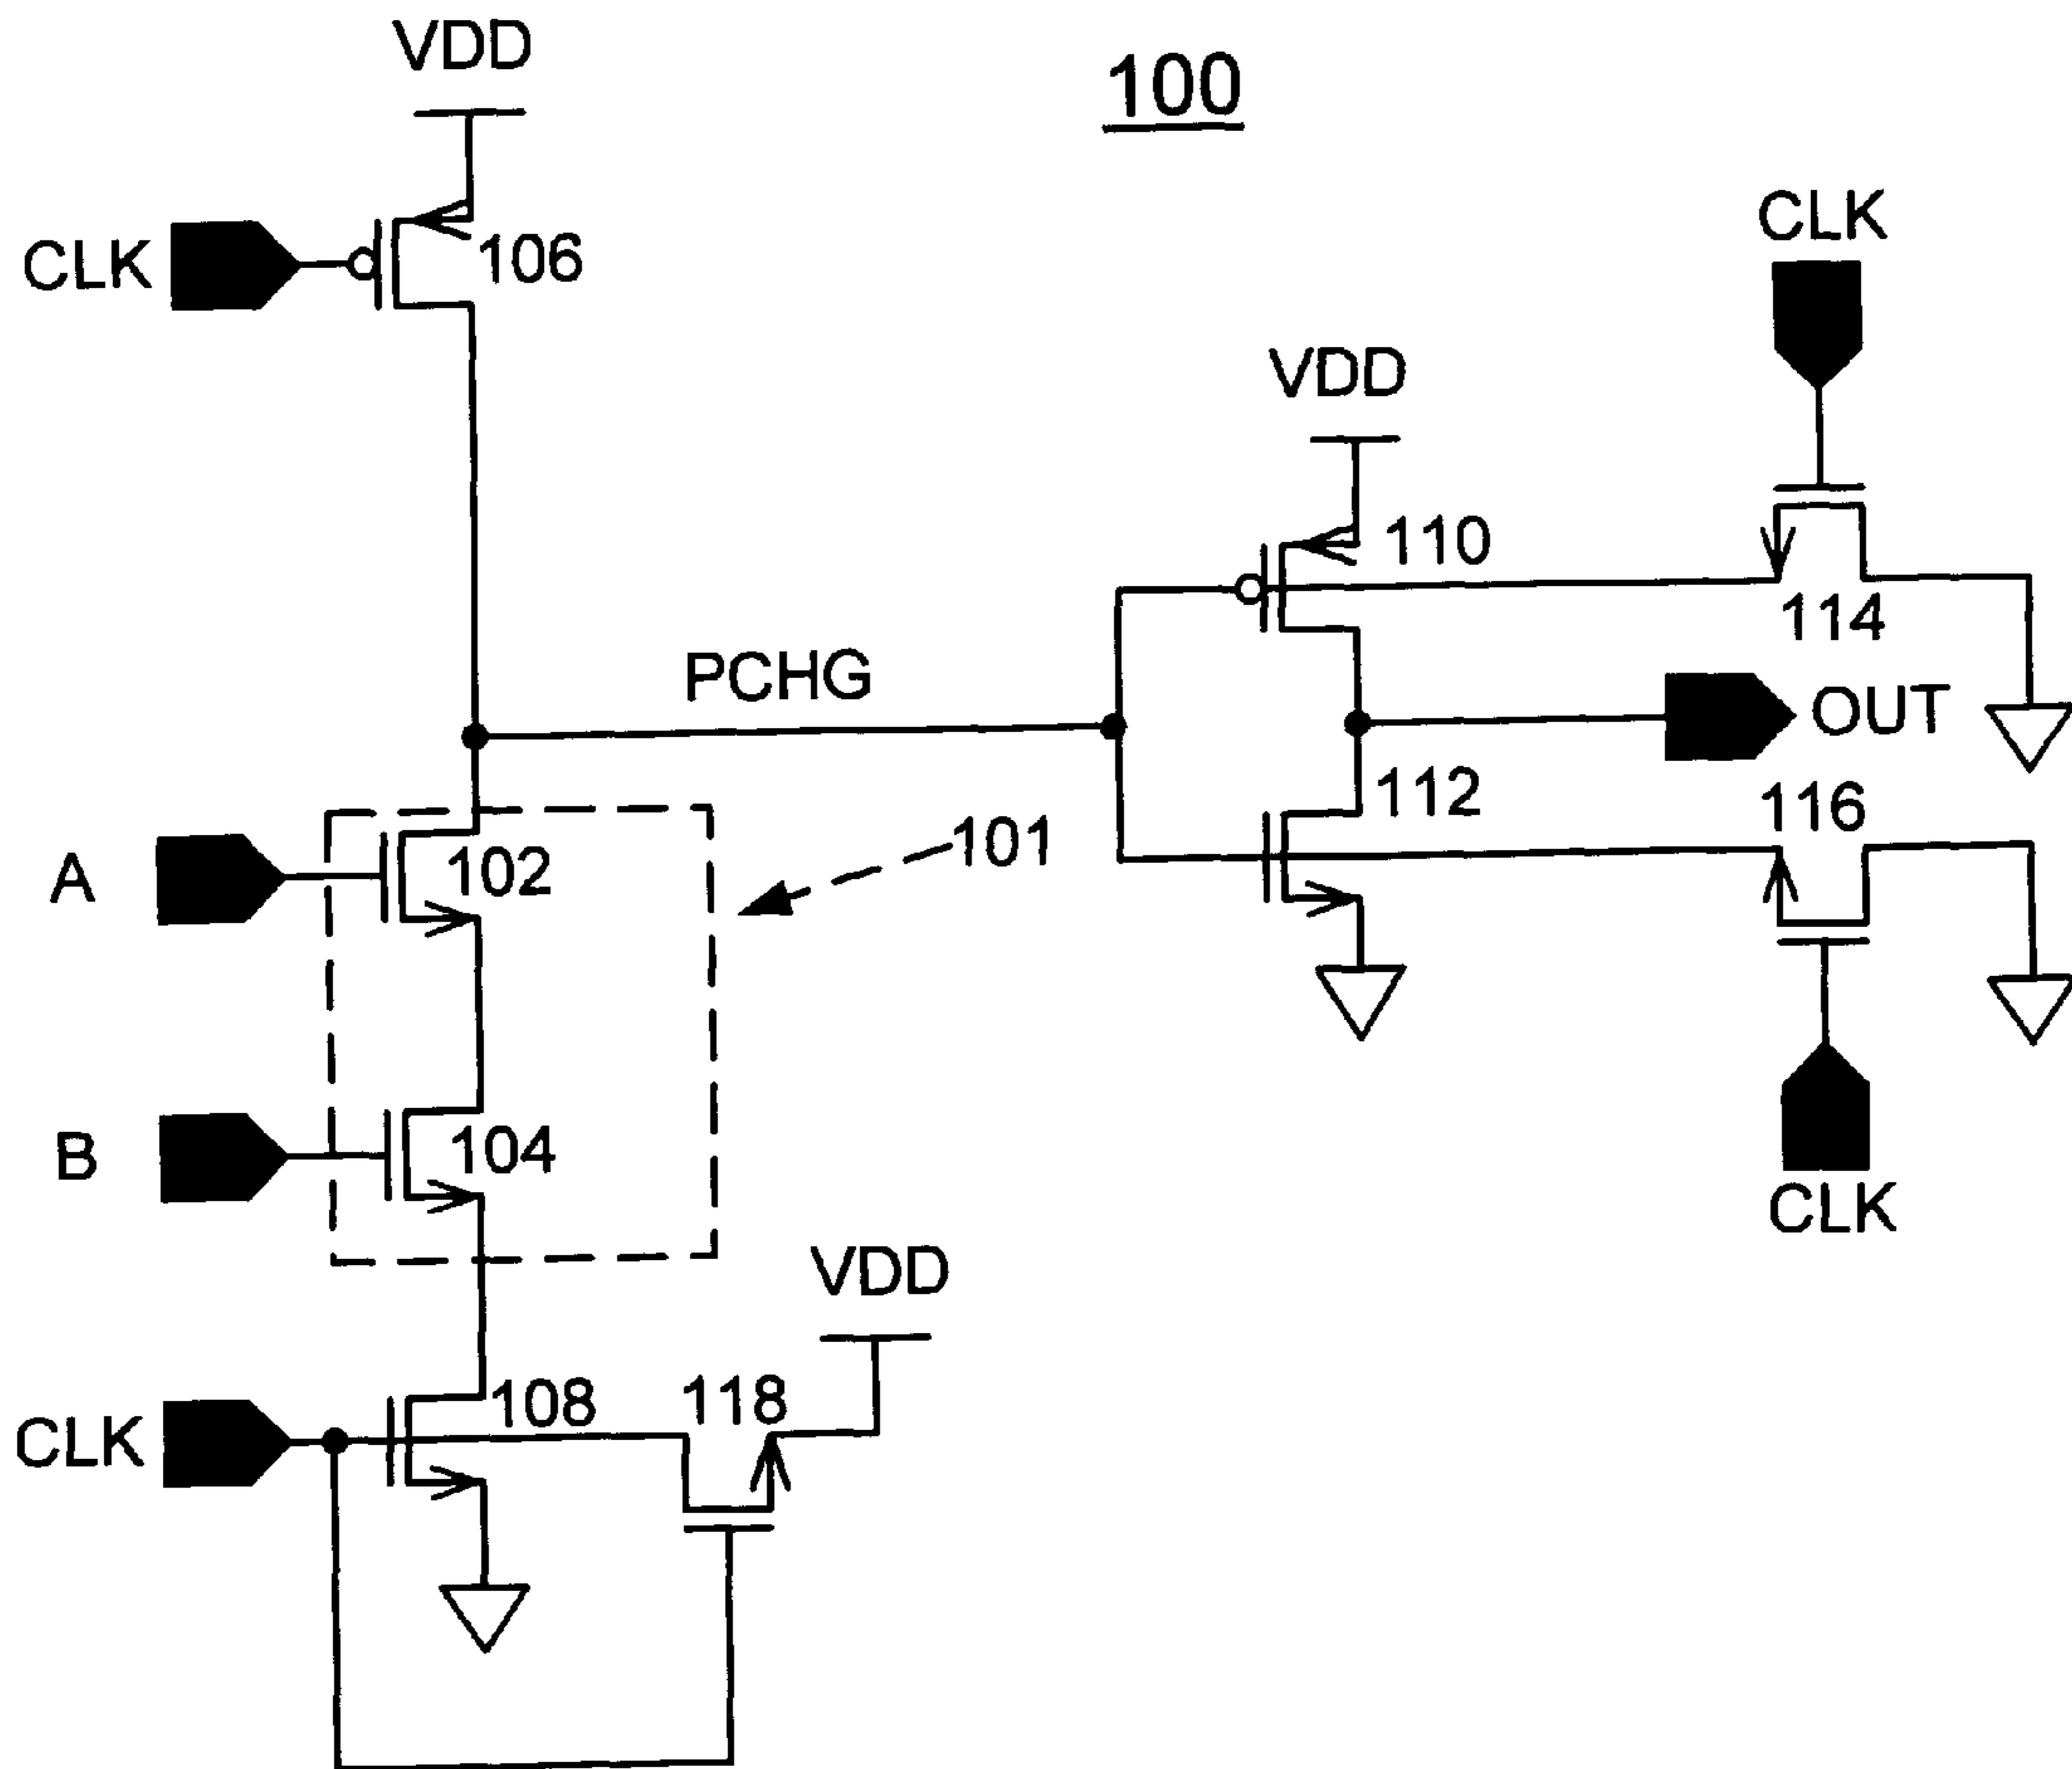 VDD
100
CLK
CLK
106
VDD
110
114
PCHG
OUT
112
116
A
102
101
B
104
CLK
VDD
CLK
108
118